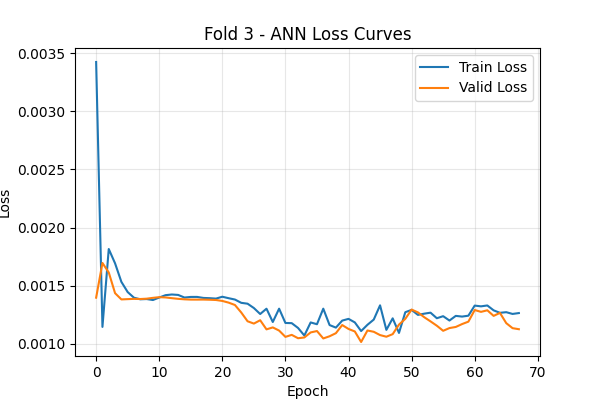 Fold 3 - ANN Loss Curves
Train Loss
Valid Loss
Loss
0.0035
0.0030
0.0025
0.0020
0.0015
0.0010
0 10 20 30 40 50 60 70
Epoch